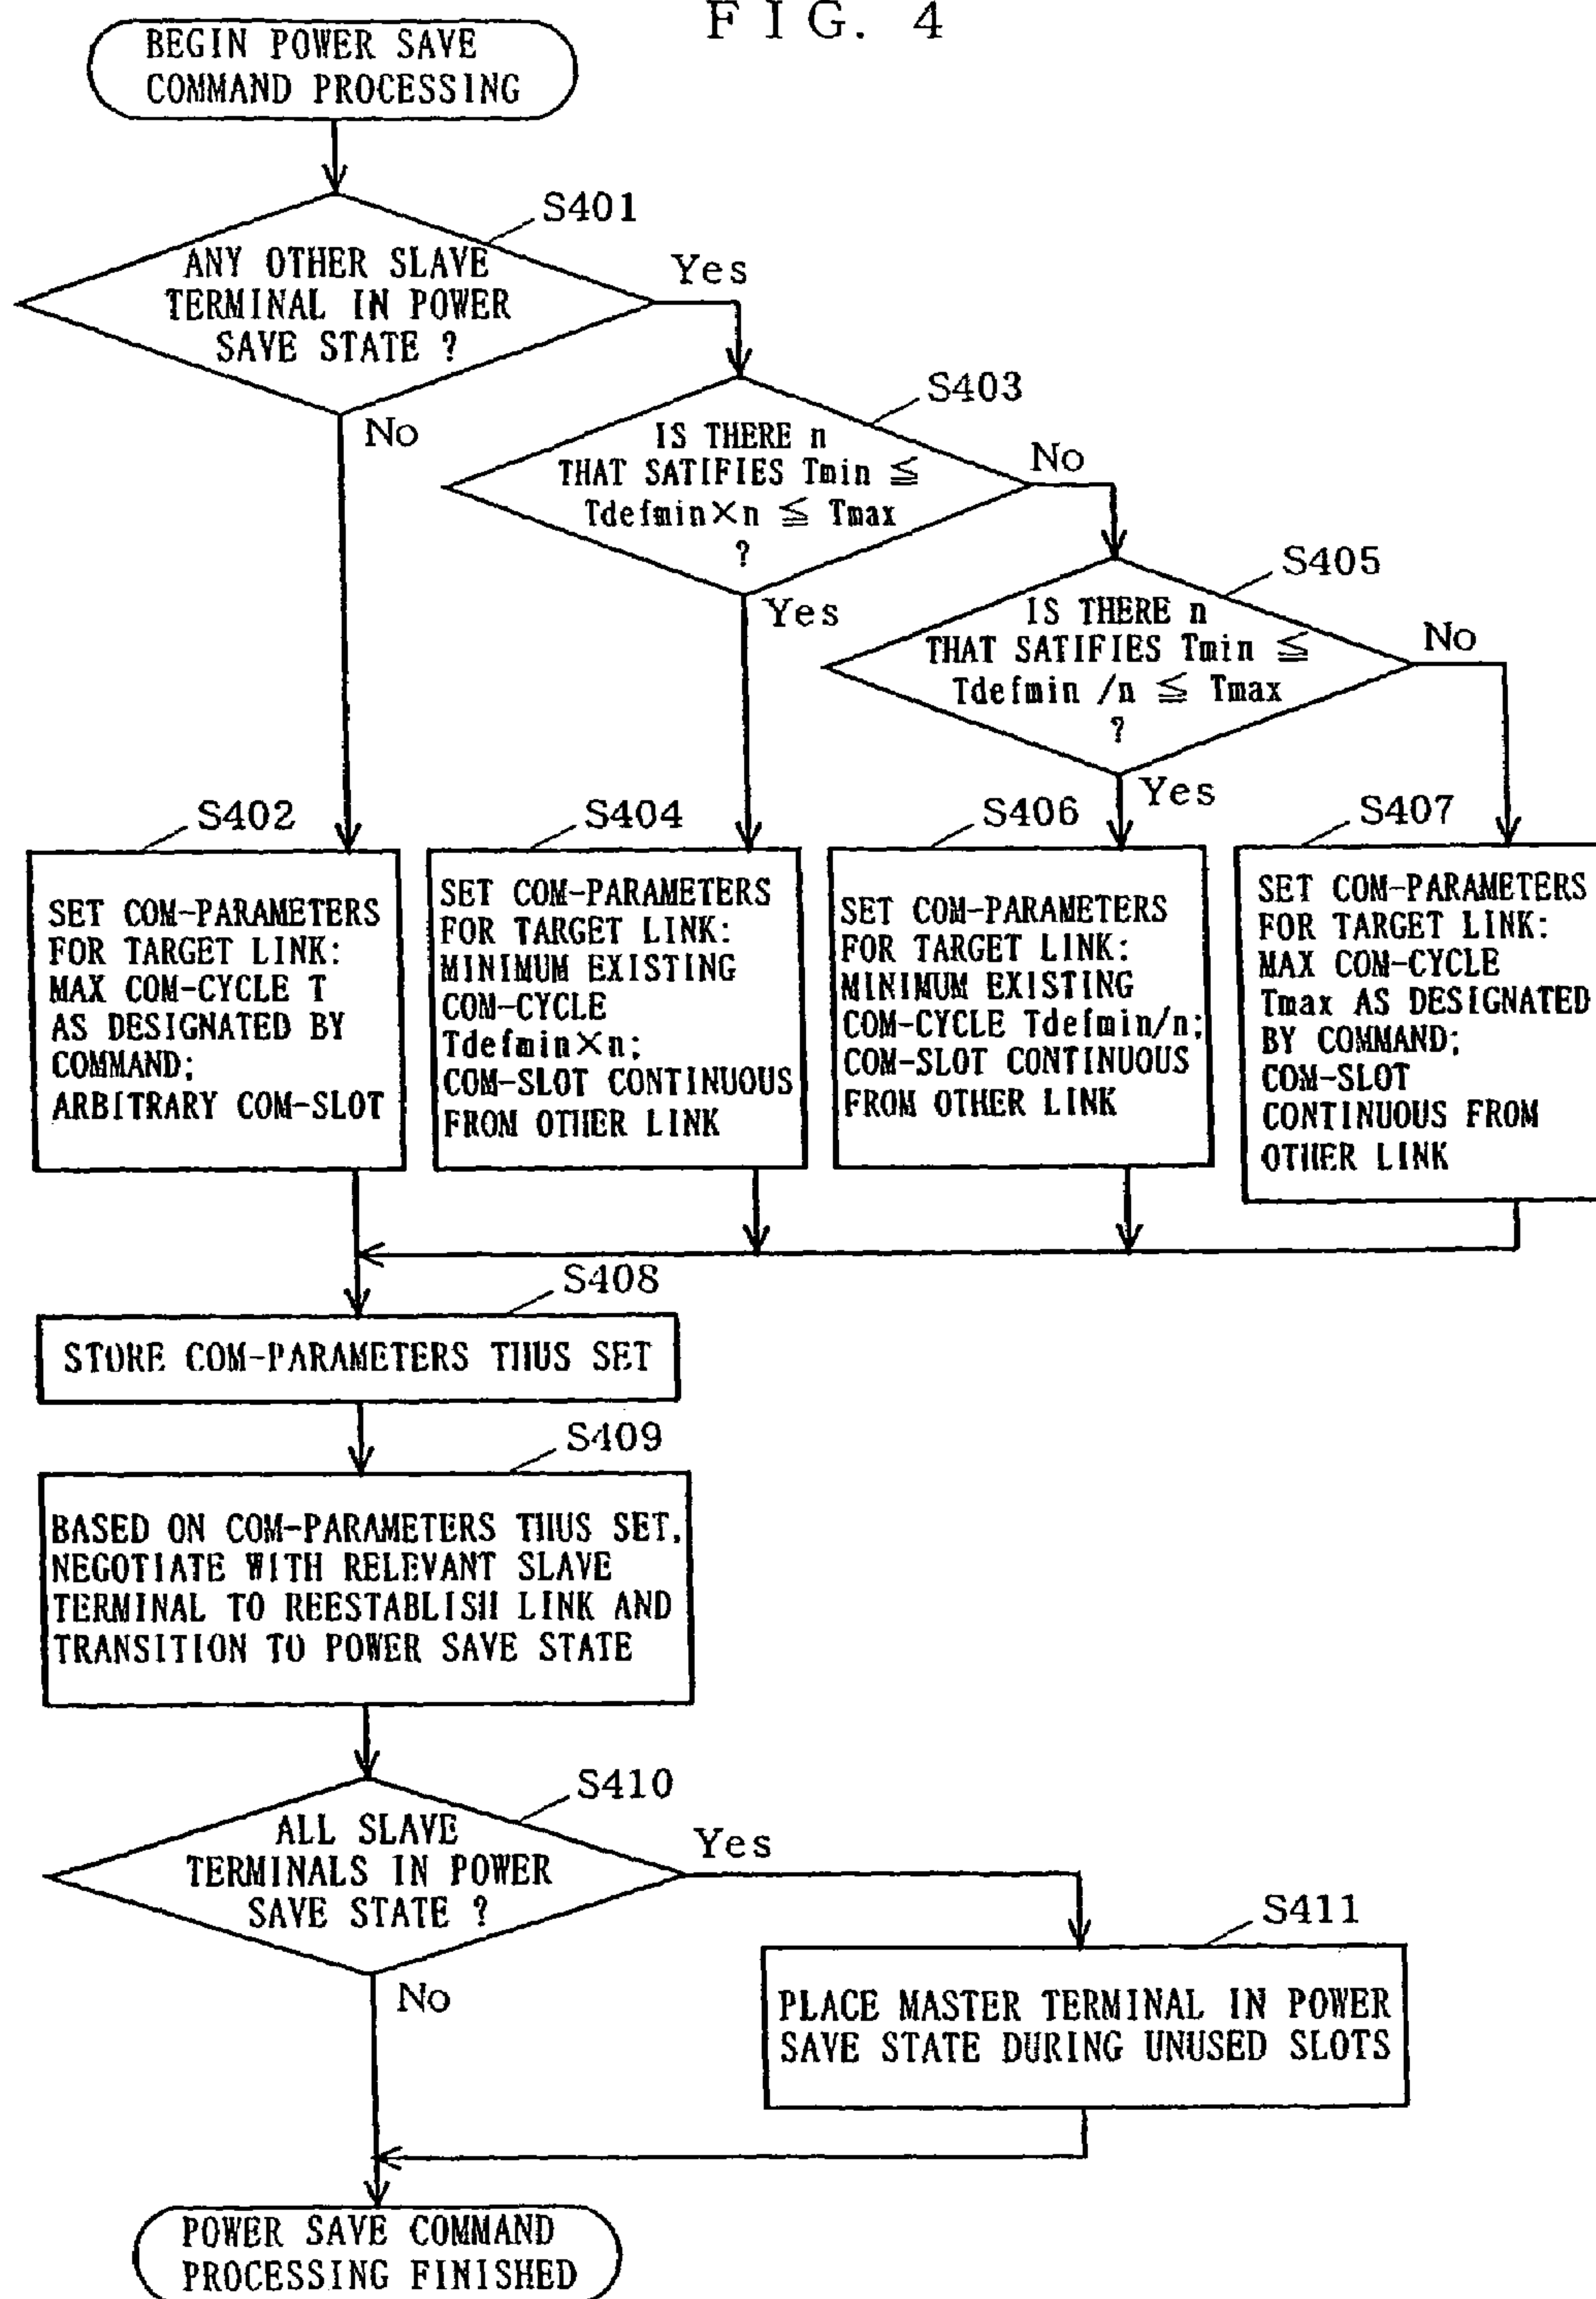 FIG. 4
BEGIN POWER SAVE
COMMAND PROCESSING
S401
ANY OTHER SLAVE
TERMINAL IN POWER
SAVE STATE ?
Yes
No
S403
IS THERE n
THAT SATIFIES Tmin ≦
Tdefmin×n ≦ Tmax
?
No
Yes
S405
IS THERE n
THAT SATIFIES Tmin ≦
Tdefmin /n ≦ Tmax
?
No
Yes
S402
SET COM-PARAMETERS
FOR TARGET LINK:
MAX COM-CYCLE T
AS DESIGNATED BY
COMMAND;
ARBITRARY COM-SLOT
S404
SET COM-PARAMETERS
FOR TARGET LINK:
MINIMUM EXISTING
COM-CYCLE
Tdefmin×n;
COM-SLOT CONTINUOUS
FROM OTHER LINK
S406
SET COM-PARAMETERS
FOR TARGET LINK:
MINIMUM EXISTING
COM-CYCLE Tdefmin/n;
COM-SLOT CONTINUOUS
FROM OTHER LINK
S407
SET COM-PARAMETERS
FOR TARGET LINK:
MAX COM-CYCLE
Tmax AS DESIGNATED
BY COMMAND;
COM-SLOT
CONTINUOUS FROM
OTHER LINK
S408
STORE COM-PARAMETERS THUS SET
S409
BASED ON COM-PARAMETERS THUS SET,
NEGOTIATE WITH RELEVANT SLAVE
TERMINAL TO REESTABLISH LINK AND
TRANSITION TO POWER SAVE STATE
S410
ALL SLAVE
TERMINALS IN POWER
SAVE STATE ?
Yes
No
S411
PLACE MASTER TERMINAL IN POWER
SAVE STATE DURING UNUSED SLOTS
POWER SAVE COMMAND
PROCESSING FINISHED